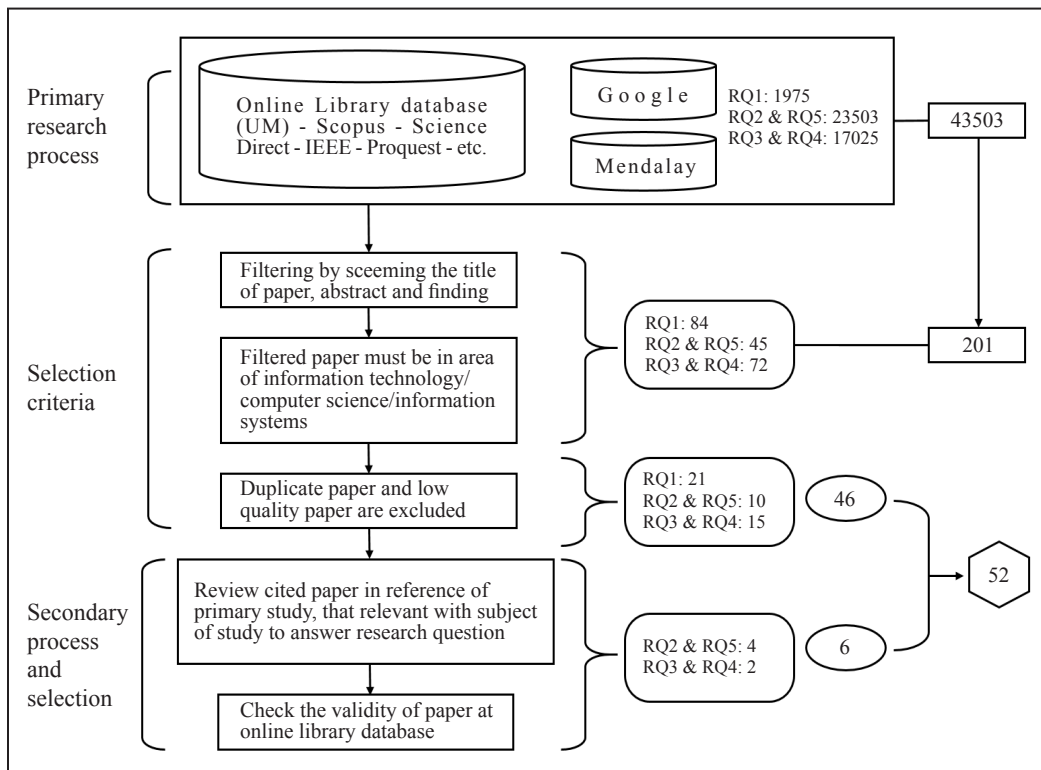 Primary
research
process
Online Library database
(UM) - Scopus - Science
Direct - IEEE - Proquest - etc.
Google
Mendalay
RQ1: 1975
RQ2 & RQ5: 23503
RQ3 & RQ4: 17025
43503
Selection
criteria
Filtering by sceeming the title
of paper, abstract and finding
Filtered paper must be in area
of information technology/
computer science/information
systems
RQ1: 84
RQ2 & RQ5: 45
RQ3 & RQ4: 72
201
Duplicate paper and low
quality paper are excluded
RQ1: 21
RQ2 & RQ5: 10
RQ3 & RQ4: 15
46
52
Secondary
process
and
selection
Review cited paper in reference of
primary study, that relevant with subject
of study to answer research question
Check the validity of paper at
online library database
RQ2 & RQ5: 4
RQ3 & RQ4: 2
6